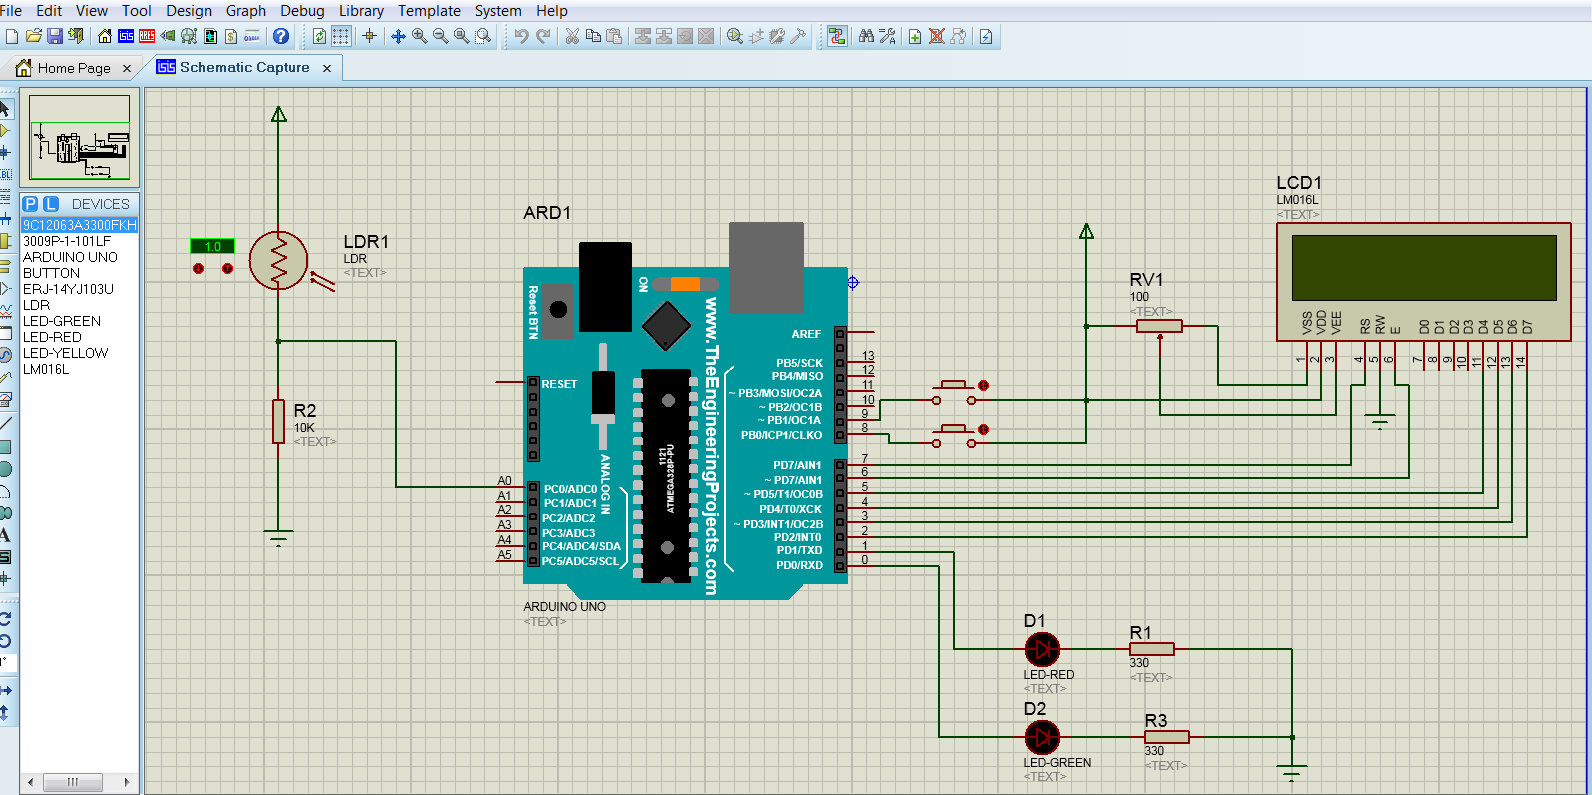 File Edit View Tool Design Graph Debug Library Template System Help
Home Page
Schematic Capture
P L DEVICES
9C12063A3300FKH
3009P-1-101LF
ARDUINO UNO
BUTTON
ERJ-14YJ103U
LDR
LED-GREEN
LED-RED
LED-YELLOW
LM016L
1.0
LDR1
LDR
<TEXT>
R2
10K
<TEXT>
ARD1
Reset BTN
ON
www.TheEngineeringProjects.com
1121
ATMEGA328P-PU
ANALOG IN
RESET
A0 PC0/ADC0
A1 PC1/ADC1
A2 PC2/ADC2
A3 PC3/ADC3
A4 PC4/ADC4/SDA
A5 PC5/ADC5/SCL
AREF
PB5/SCK 13
PB4/MISO 12
~ PB3/MOSI/OC2A 11
~ PB2/OC1B 10
~ PB1/OC1A 9
PB0/ICP1/CLKO 8
PD7/AIN1 7
~ PD7/AIN1 6
~ PD5/T1/OC0B 5
PD4/T0/XCK 4
~ PD3/INT1/OC2B 3
PD2/INT0 2
PD1/TXD 1
PD0/RXD 0
ARDUINO UNO
<TEXT>
RV1
100
<TEXT>
LCD1
LM016L
<TEXT>
VSS VDD VEE RS RW E D0 D1 D2 D3 D4 D5 D6 D7
1 2 3 4 5 6 7 8 9 10 11 12 13 14
D1
LED-RED
<TEXT>
R1
330
<TEXT>
D2
LED-GREEN
<TEXT>
R3
330
<TEXT>